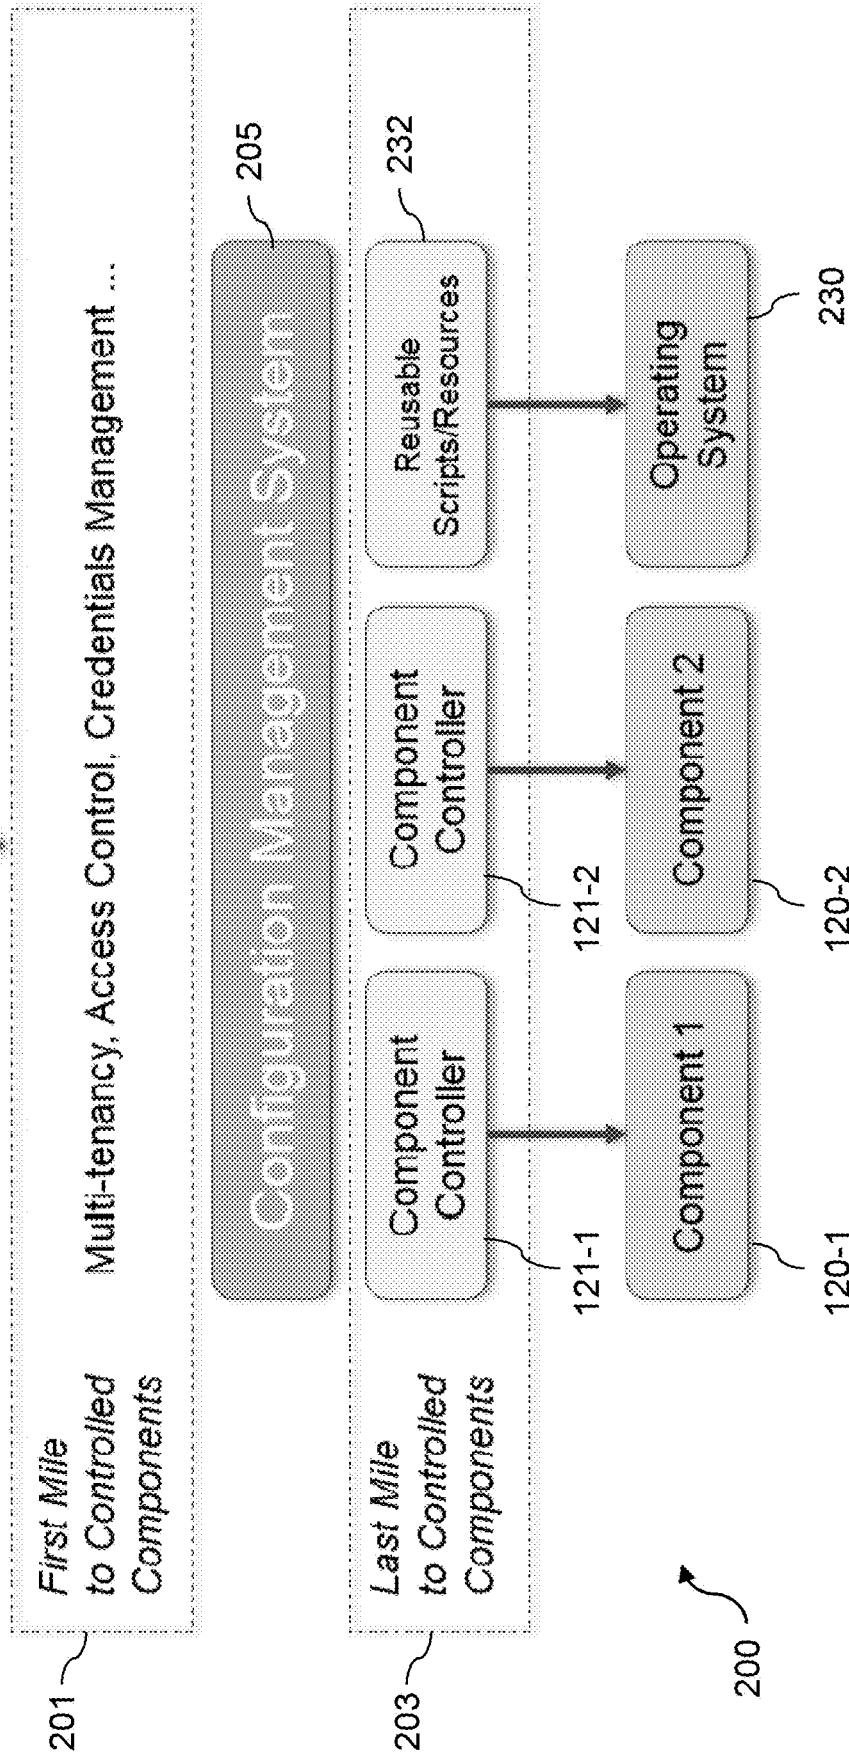 201
First Mile
to Controlled
Components
Multi-tenancy, Access Control, Credentials Management ...
Configuration Management System
205
203
Last Mile
to Controlled
Components
Component
Controller
121-1
Component
Controller
121-2
Reusable
Scripts/Resources
232
Component 1
120-1
Component 2
120-2
Operating
System
230
200